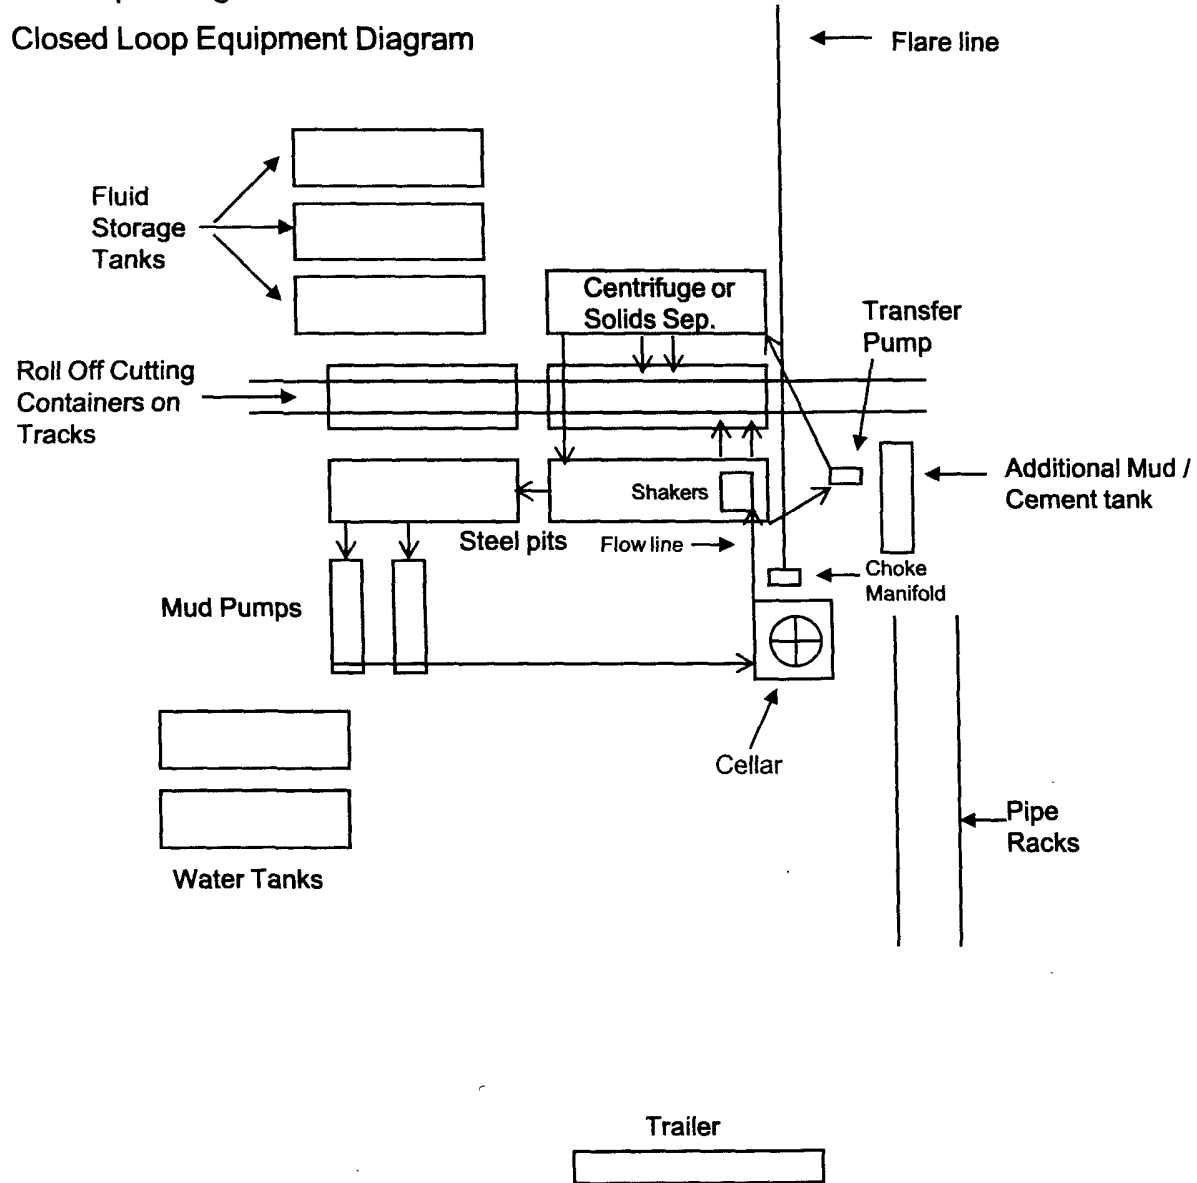 Closed Loop Equipment Diagram
Flare line
Fluid
Storage
Tanks
Centrifuge or
Solids Sep.
Transfer
Pump
Roll Off Cutting
Containers on
Tracks
Shakers
Additional Mud /
Cement tank
Steel pits
Flow line
Choke
Manifold
Mud Pumps
Cellar
Pipe
Racks
Water Tanks
Trailer